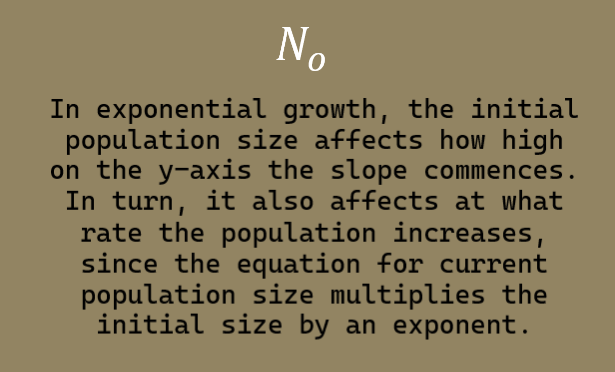 Nₒ
In exponential growth, the initial
population size affects how high
on the y-axis the slope commences.
In turn, it also affects at what
rate the population increases,
since the equation for current
population size multiplies the
initial size by an exponent.